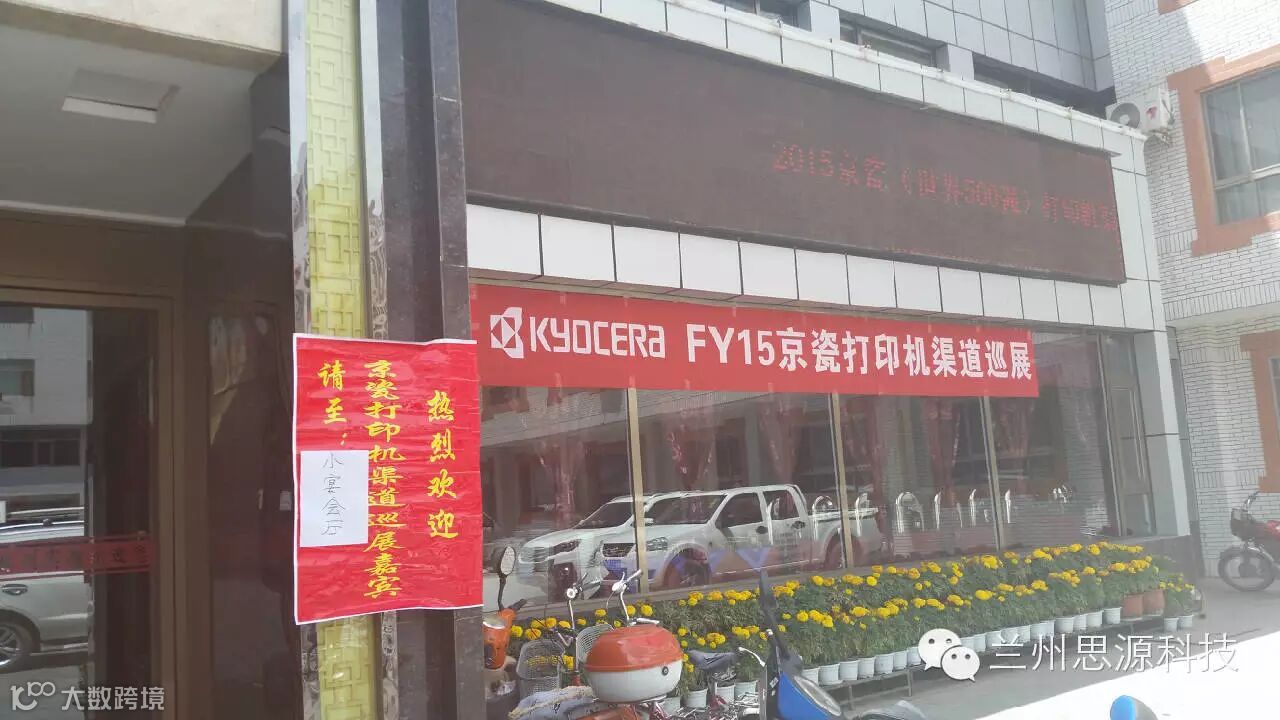 2015京瓷（世界500强）打印机
KYOCERA FY15京瓷打印机渠道巡展
热烈欢迎
京瓷打印机渠道巡展嘉宾
请至：
小宴会厅
兰州思源科技
大数跨境